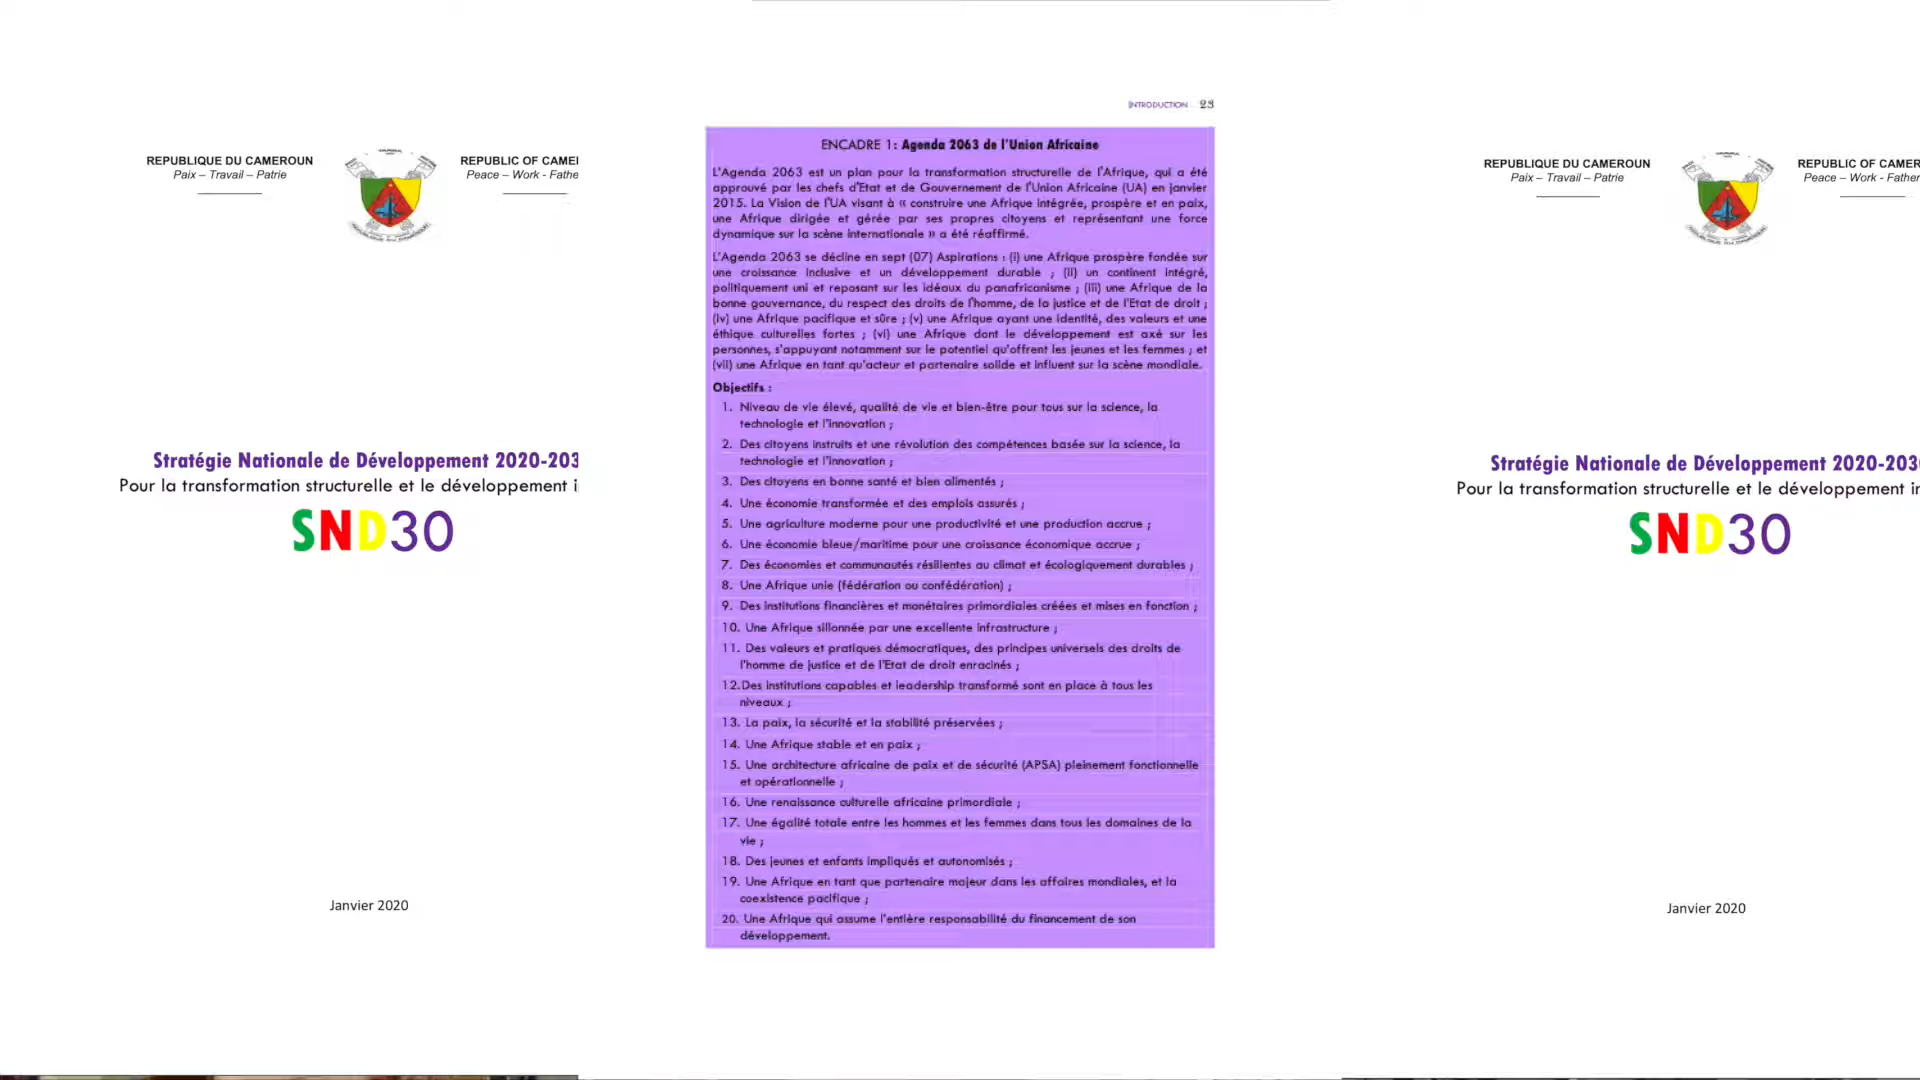 REPUBLIQUE DU CAMEROUN
Paix – Travail – Patrie
REPUBLIC OF CAME
Peace – Work - Fathe
Stratégie Nationale de Développement 2020-203
Pour la transformation structurelle et le développement i
SND30
Janvier 2020
INTRODUCTION 23
ENCADRE 1: Agenda 2063 de l'Union Africaine
L'Agenda 2063 est un plan pour la transformation structurelle de l'Afrique, qui a été
approuvé par les chefs d'Etat et de Gouvernement de l'Union Africaine (UA) en janvier
2015. La Vision de l'UA visant à « construire une Afrique intégrée, prospère et en paix,
une Afrique dirigée et gérée par ses propres citoyens et représentant une force
dynamique sur la scène internationale » a été réaffirmé.
L'Agenda 2063 se décline en sept (07) Aspirations : (i) une Afrique prospère fondée sur
une croissance inclusive et un développement durable ; (ii) un continent intégré,
politiquement uni et reposant sur les idéaux du panafricanisme ; (iii) une Afrique de la
bonne gouvernance, du respect des droits de l'homme, de la justice et de l'Etat de droit ;
(iv) une Afrique pacifique et sûre ; (v) une Afrique ayant une identité, des valeurs et une
éthique culturelles fortes ; (vi) une Afrique dont le développement est axé sur les
personnes, s'appuyant notamment sur le potentiel qu'offrent les jeunes et les femmes ; et
(vii) une Afrique en tant qu'acteur et partenaire solide et influent sur la scène mondiale.
Objectifs :
1. Niveau de vie élevé, qualité de vie et bien-être pour tous sur la science, la
technologie et l'innovation ;
2. Des citoyens instruits et une révolution des compétences basée sur la science, la
technologie et l'innovation ;
3. Des citoyens en bonne santé et bien alimentés ;
4. Une économie transformée et des emplois assurés ;
5. Une agriculture moderne pour une productivité et une production accrue ;
6. Une économie bleue/maritime pour une croissance économique accrue ;
7. Des économies et communautés résilientes au climat et écologiquement durables ;
8. Une Afrique unie (fédération ou confédération) ;
9. Des institutions financières et monétaires primordiales créées et mises en fonction ;
10. Une Afrique sillonnée par une excellente infrastructure ;
11. Des valeurs et pratiques démocratiques, des principes universels des droits de
l'homme de justice et de l'Etat de droit enracinés ;
12.Des institutions capables et leadership transformé sont en place à tous les
niveaux ;
13. La paix, la sécurité et la stabilité préservées ;
14. Une Afrique stable et en paix ;
15. Une architecture africaine de paix et de sécurité (APSA) pleinement fonctionnelle
et opérationnelle ;
16. Une renaissance culturelle africaine primordiale ;
17. Une égalité totale entre les hommes et les femmes dans tous les domaines de la
vie ;
18. Des jeunes et enfants impliqués et autonomisés ;
19. Une Afrique en tant que partenaire majeur dans les affaires mondiales, et la
coexistence pacifique ;
20. Une Afrique qui assume l'entière responsabilité du financement de son
développement.
REPUBLIQUE DU CAMEROUN
Paix – Travail – Patrie
REPUBLIC OF CAMER
Peace – Work - Father
Stratégie Nationale de Développement 2020-203
Pour la transformation structurelle et le développement in
SND30
Janvier 2020